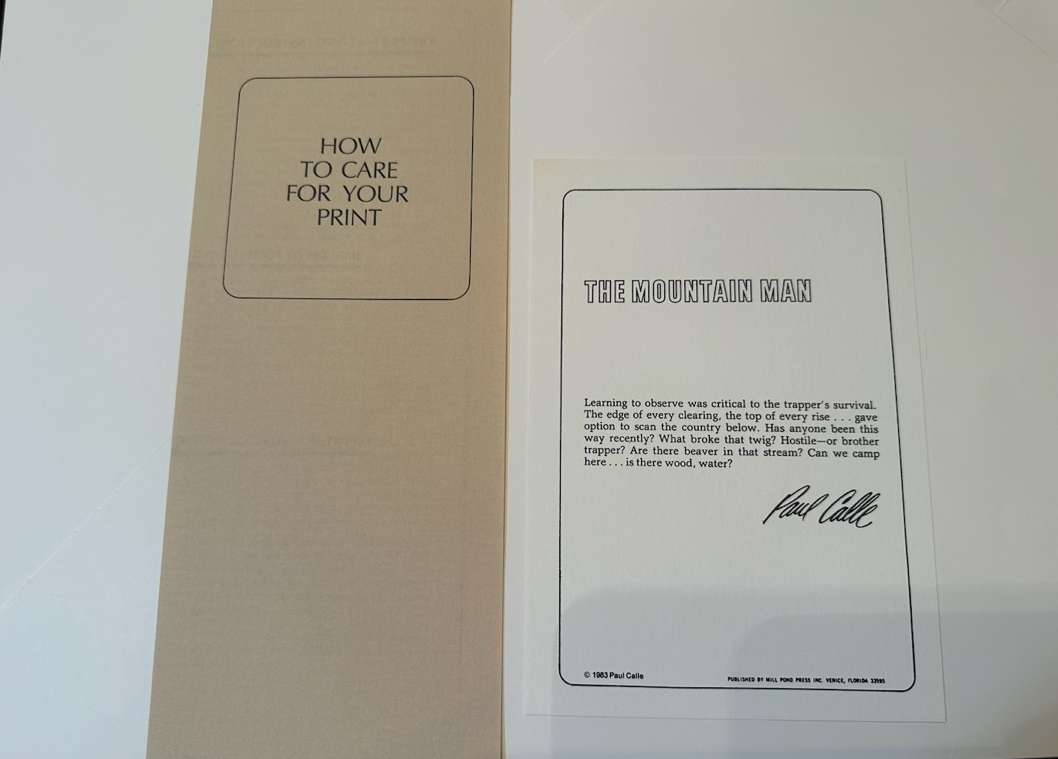 HOW
TO CARE
FOR YOUR
PRINT
THE MOUNTAIN MAN
Learning to observe was critical to the trapper's survival.
The edge of every clearing, the top of every rise . . . gave
option to scan the country below. Has anyone been this
way recently? What broke that twig? Hostile—or brother
trapper? Are there beaver in that stream? Can we camp
here . . . is there wood, water?
Paul Calle
© 1983 Paul Calle
PUBLISHED BY MILL POND PRESS INC. VENICE, FLORIDA 33595